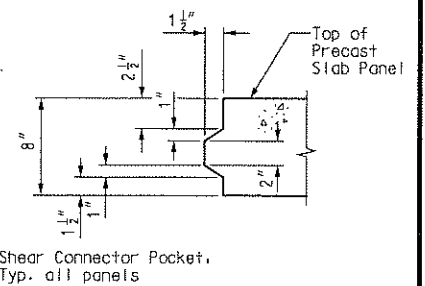 1 1/2"
Top of
Precast
Slab Panel
2 1/2"
1"
8"
2"
1"
1 1/2"
Shear Connector Pocket,
Typ. all panels